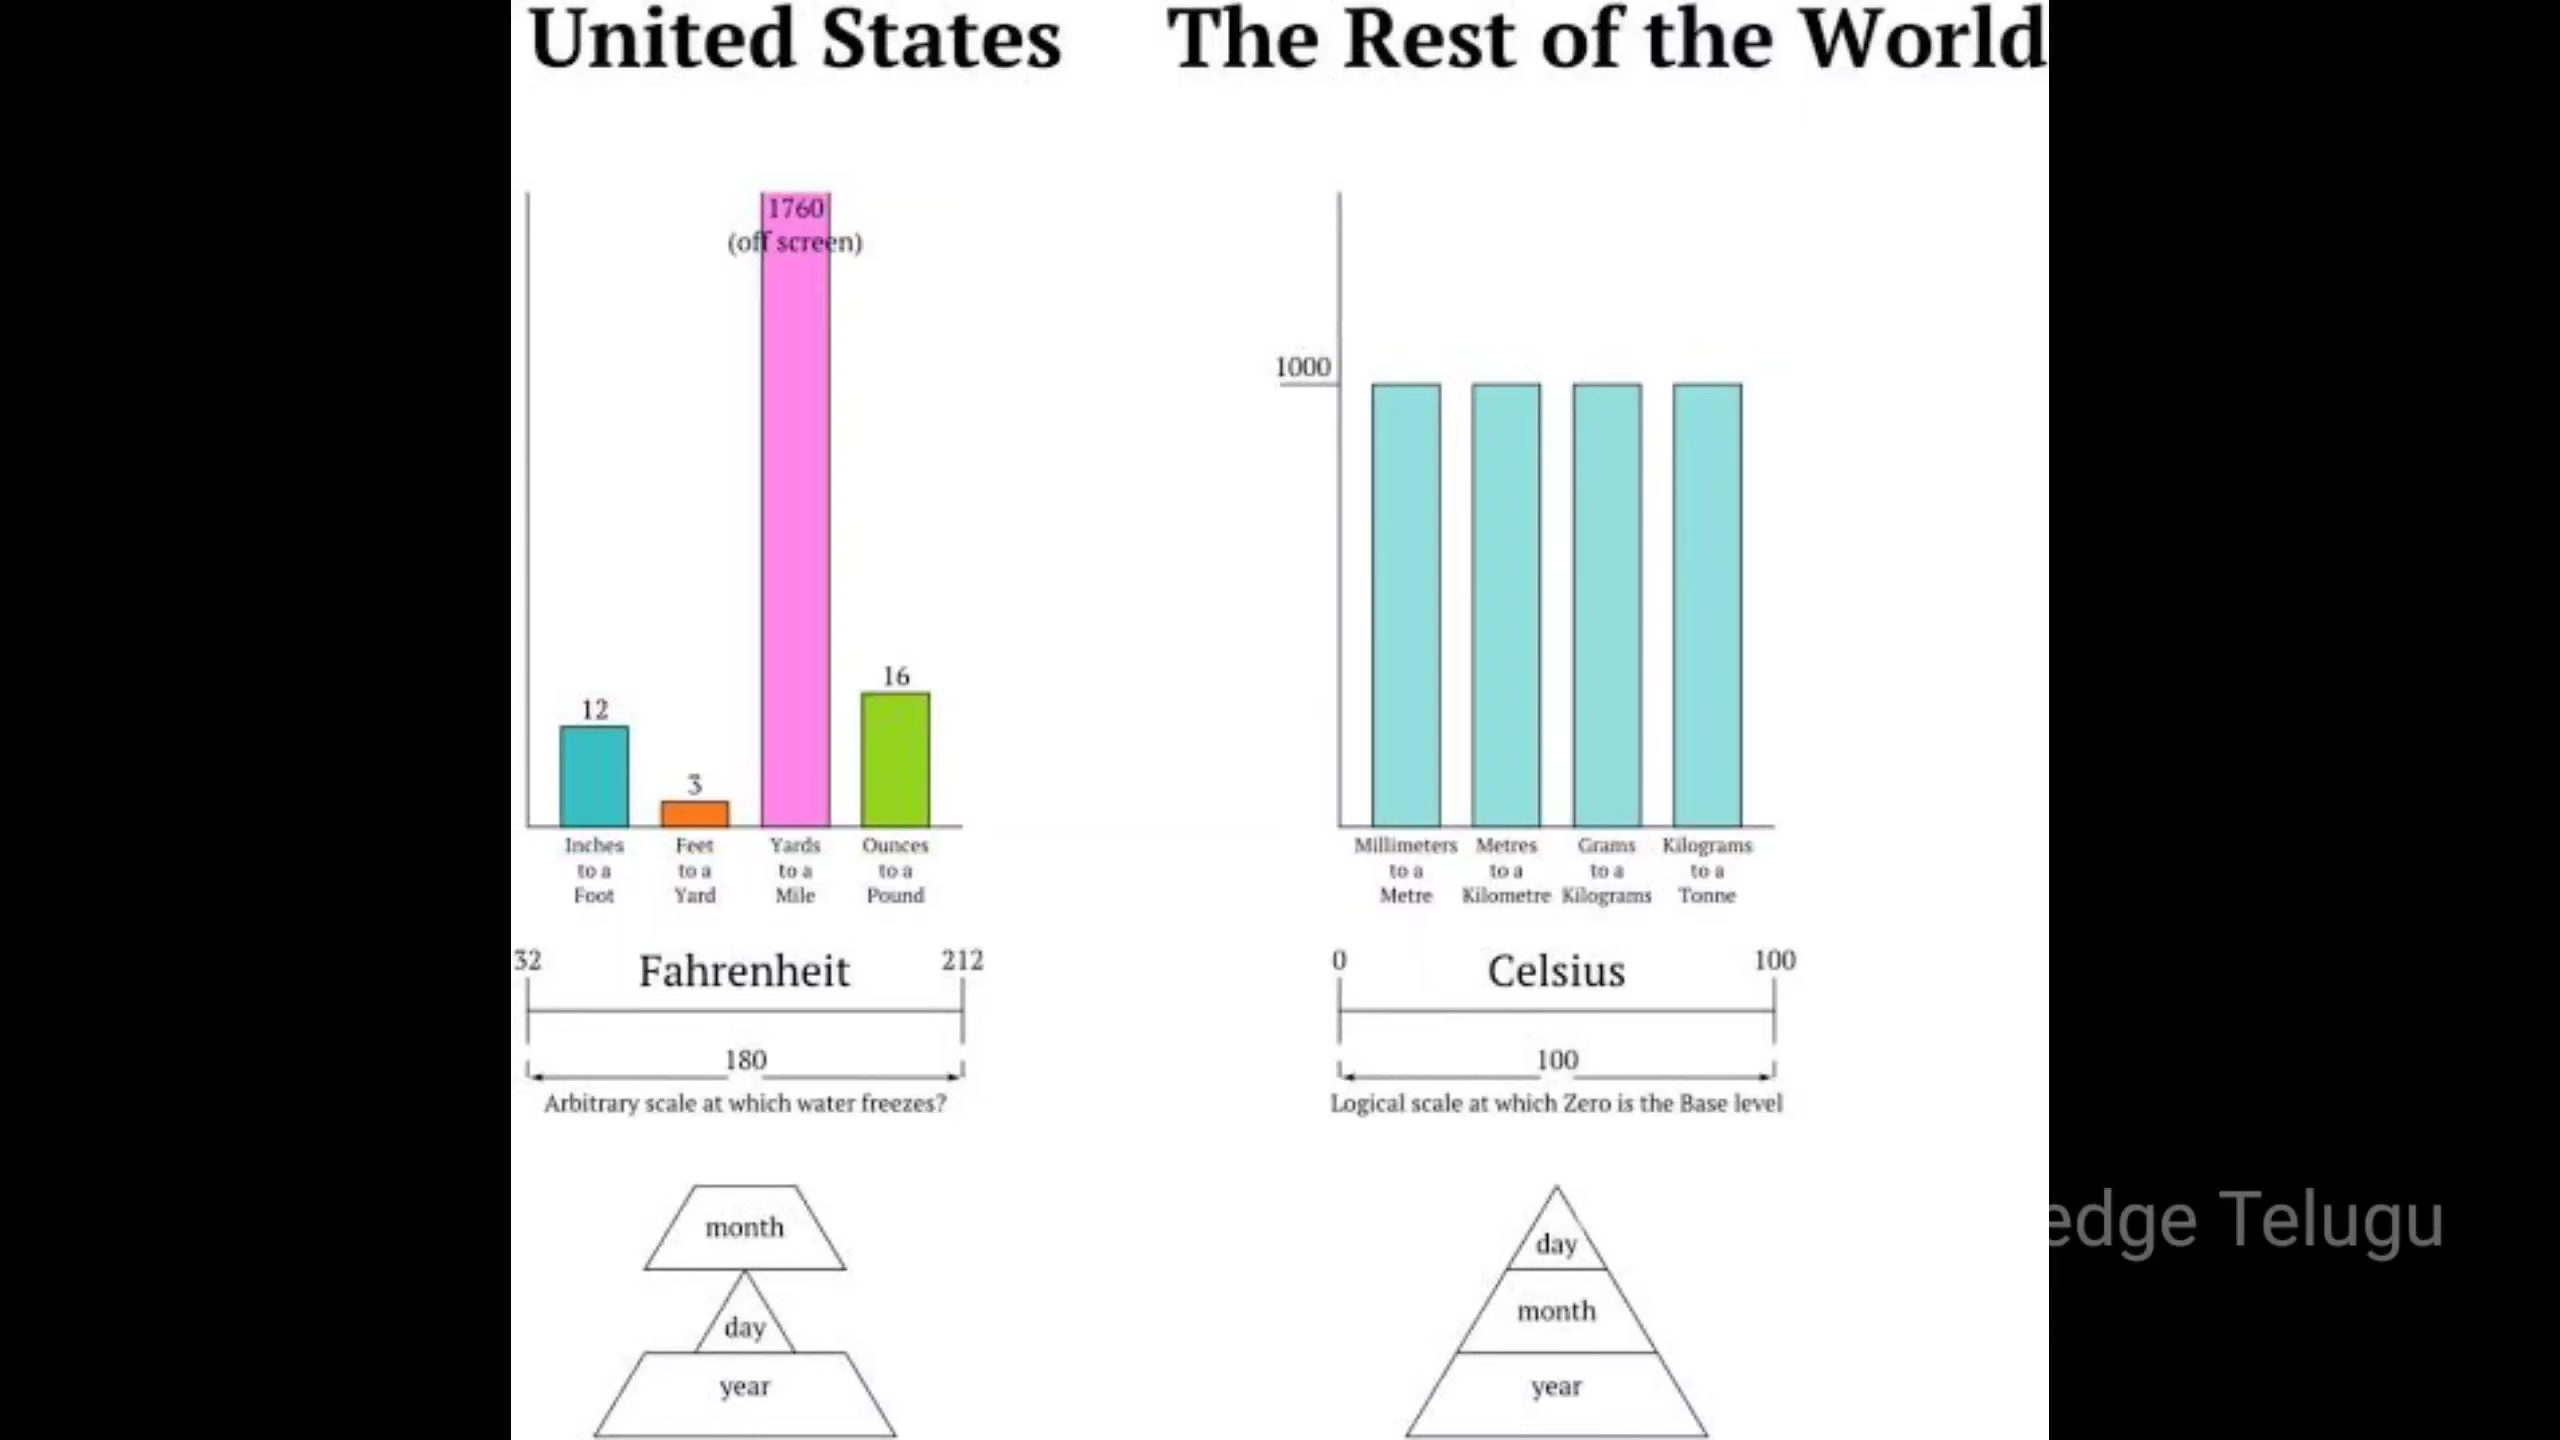 United States
The Rest of the World
1760
(off screen)
12
3
16
Inches
to a
Foot
Feet
to a
Yard
Yards
to a
Mile
Ounces
to a
Pound
1000
Millimeters
to a
Metre
Metres
to a
Kilometre
Grams
to a
Kilograms
Kilograms
to a
Tonne
32
Fahrenheit
212
180
Arbitrary scale at which water freezes?
0
Celsius
100
100
Logical scale at which Zero is the Base level
month
day
year
day
month
year
edge Telugu